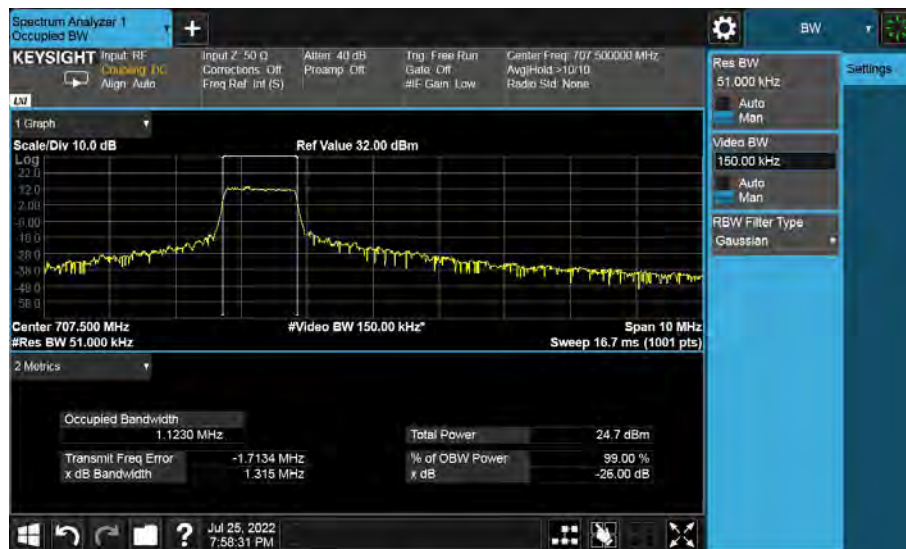 Spectrum Analyzer 1
Occupied BW
+
BW
KEYSIGHT Input: RF
Coupling: DC
Align: Auto
Input Z: 50 Ω
Corrections: Off
Freq Ref: Int (S)
Atten: 40 dB
Preamp: Off
Trig: Free Run
Gate: Off
#IF Gain: Low
Center Freq: 707.500000 MHz
Avg|Hold:>10/10
Radio Std: None
LXI
1 Graph
Scale/Div 10.0 dB
Ref Value 32.00 dBm
Log
22.0
12.0
2.00
-8.00
-18.0
-28.0
-38.0
-48.0
-58.0
Center 707.500 MHz
#Video BW 150.00 kHz*
Span 10 MHz
#Res BW 51.000 kHz
Sweep 16.7 ms (1001 pts)
2 Metrics
Occupied Bandwidth
1.1230 MHz
Total Power 24.7 dBm
Transmit Freq Error -1.7134 MHz
% of OBW Power 99.00 %
x dB Bandwidth 1.315 MHz
x dB -26.00 dB
Res BW
51.000 kHz
Auto
Man
Video BW
150.00 kHz
Auto
Man
RBW Filter Type
Gaussian
Settings
?
Jul 25, 2022
7:58:31 PM